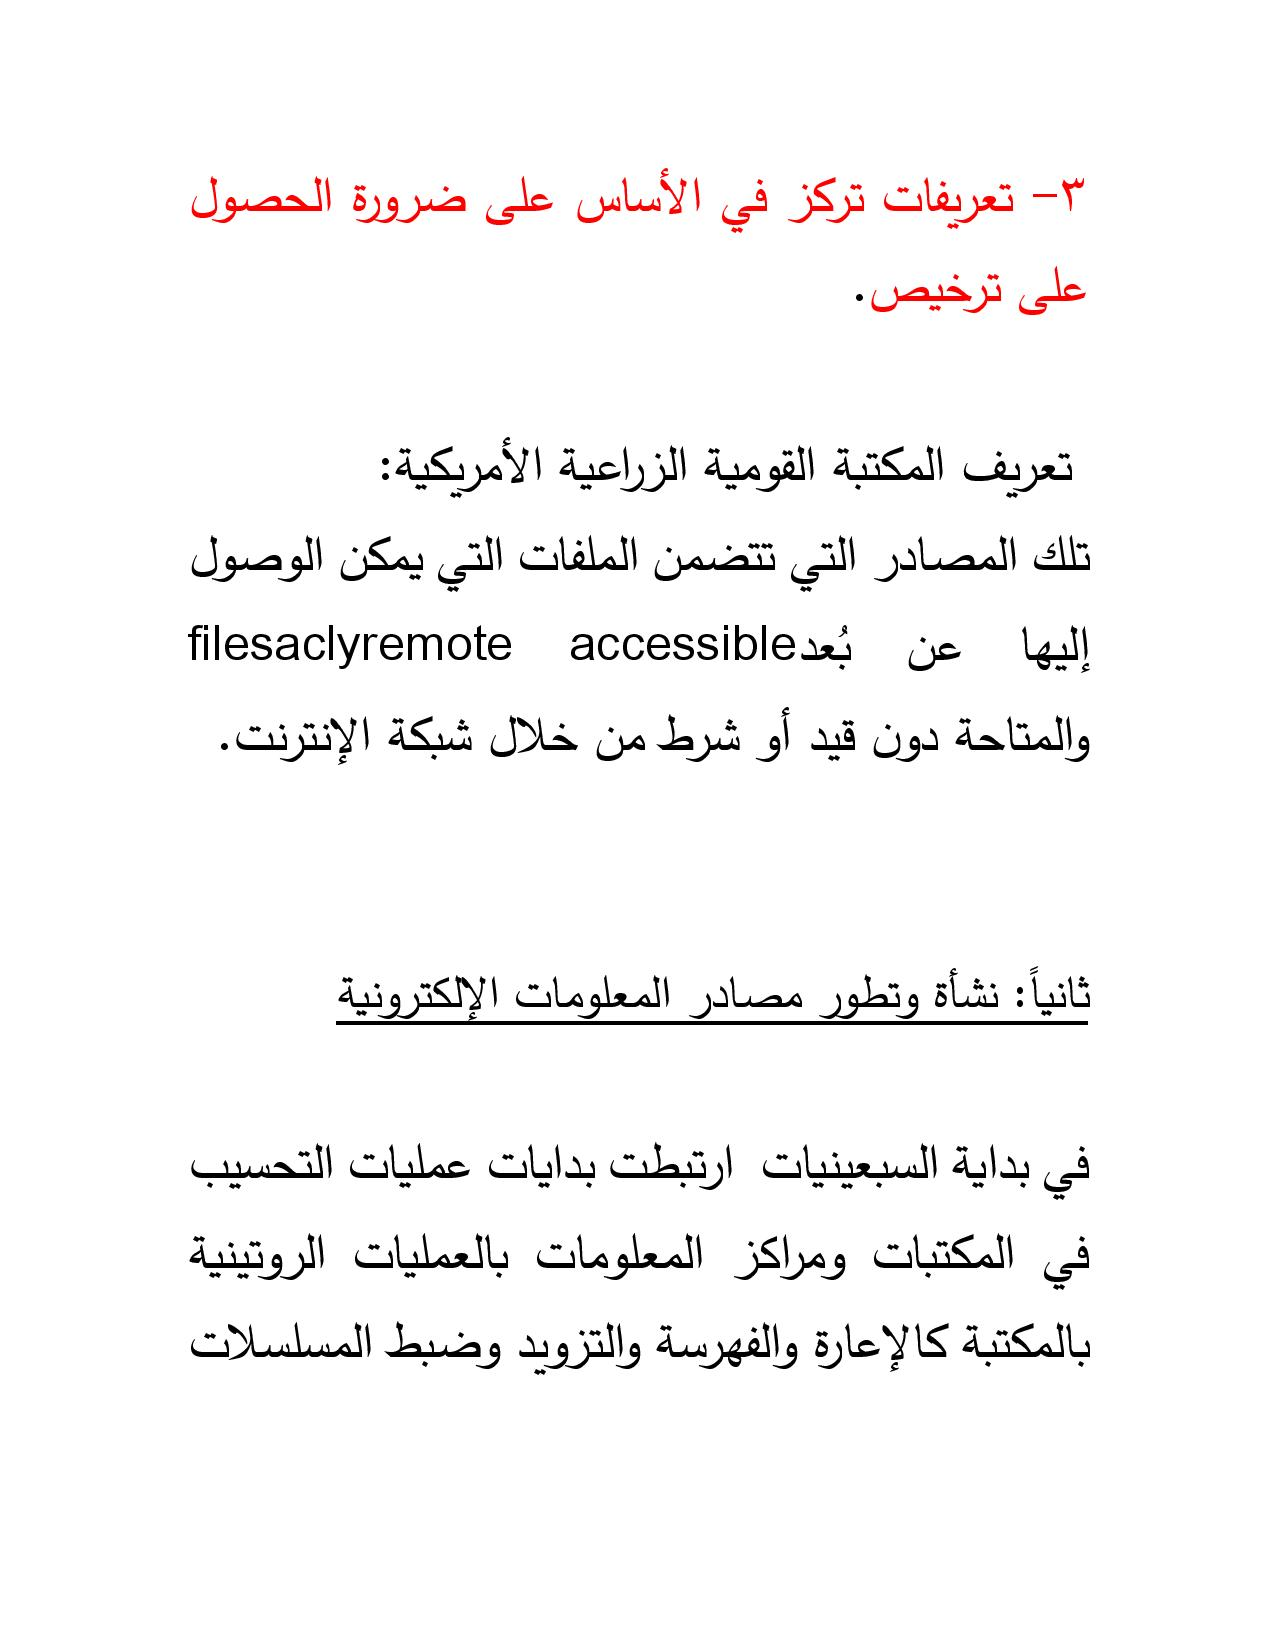 ٣- تعريفات تركز في الأساس على ضرورة الحصول
على ترخيص.
تعريف المكتبة القومية الزراعية الأمريكية:
تلك المصادر التي تتضمن الملفات التي يمكن الوصول
إليها عن بُعدfilesaclyremote accessible
والمتاحة دون قيد أو شرط من خلال شبكة الإنترنت.
ثانياً: نشأة وتطور مصادر المعلومات الإلكترونية
في بداية السبعينيات ارتبطت بدايات عمليات التحسيب
في المكتبات ومراكز المعلومات بالعمليات الروتينية
بالمكتبة كالإعارة والفهرسة والتزويد وضبط المسلسلات